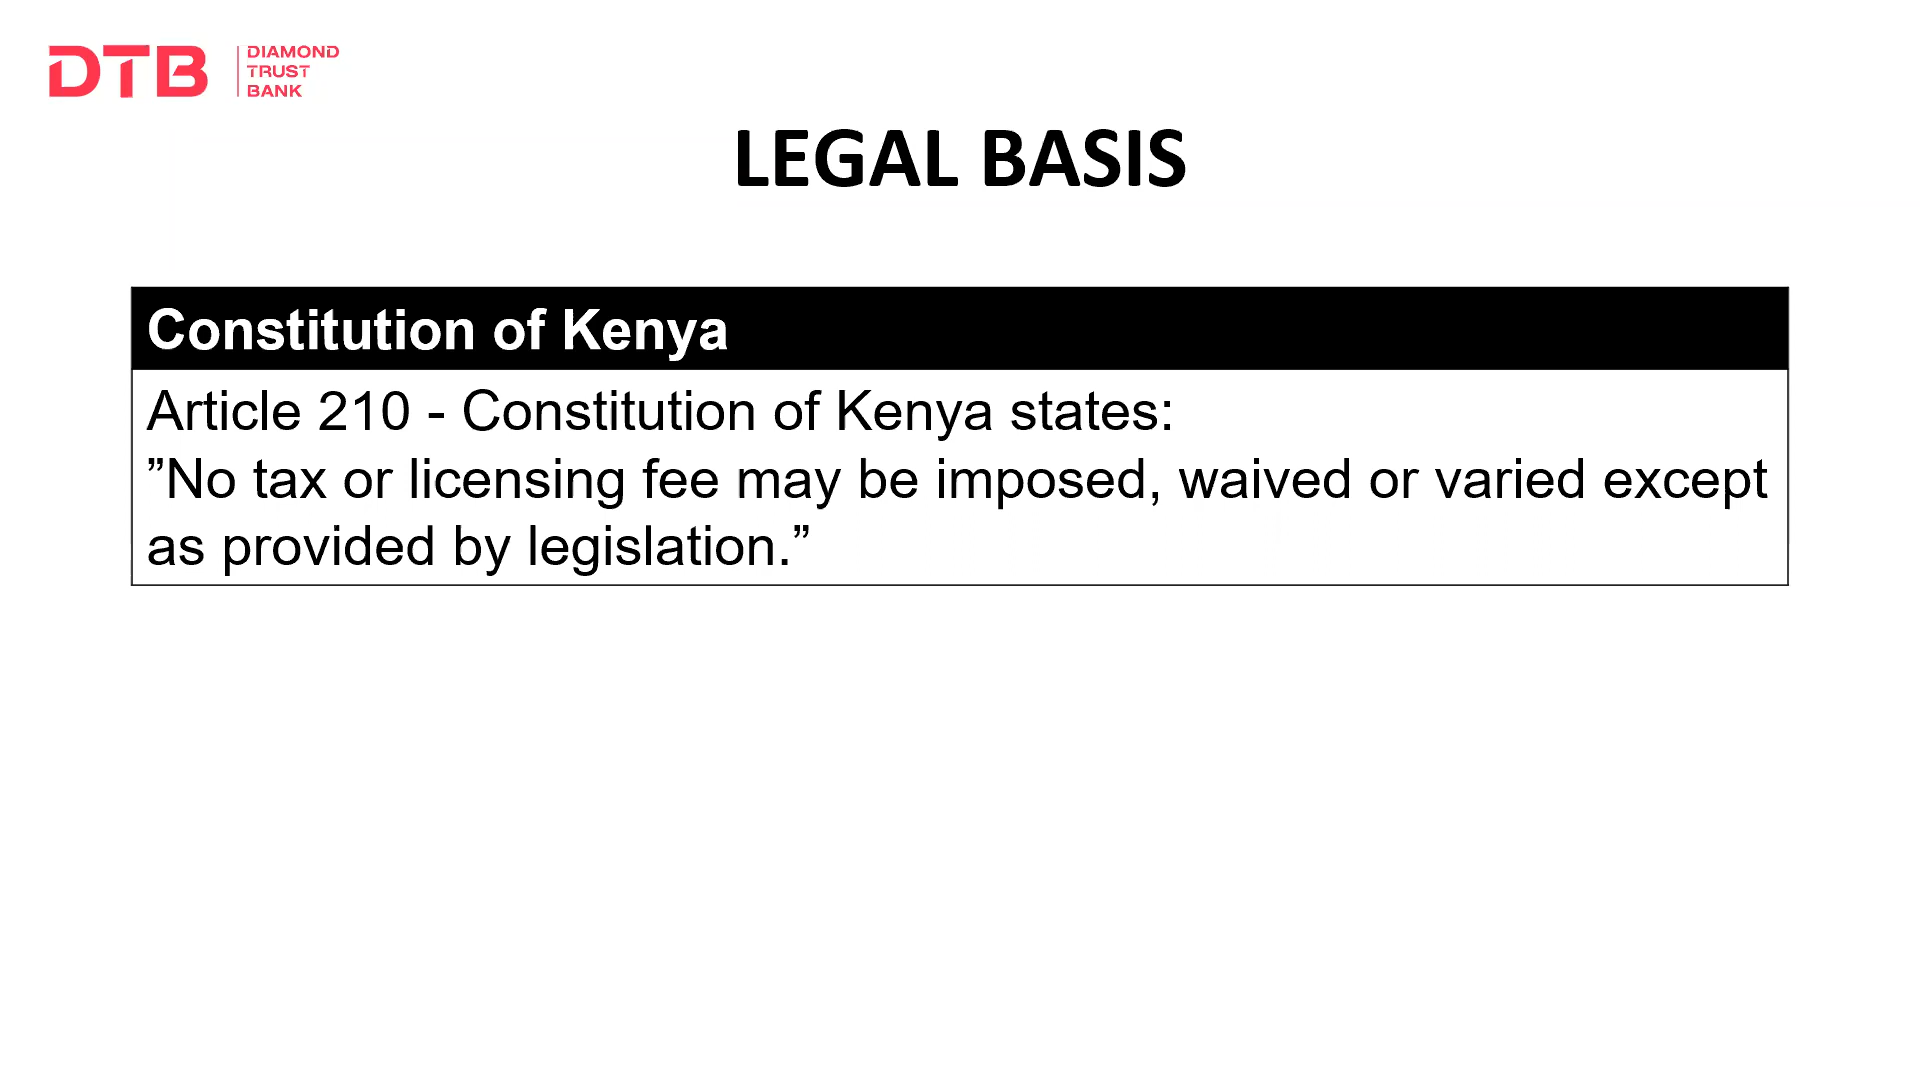 DTB
DIAMOND
TRUST
BANK
LEGAL BASIS
Constitution of Kenya
Article 210 - Constitution of Kenya states:
”No tax or licensing fee may be imposed, waived or varied except
as provided by legislation.”